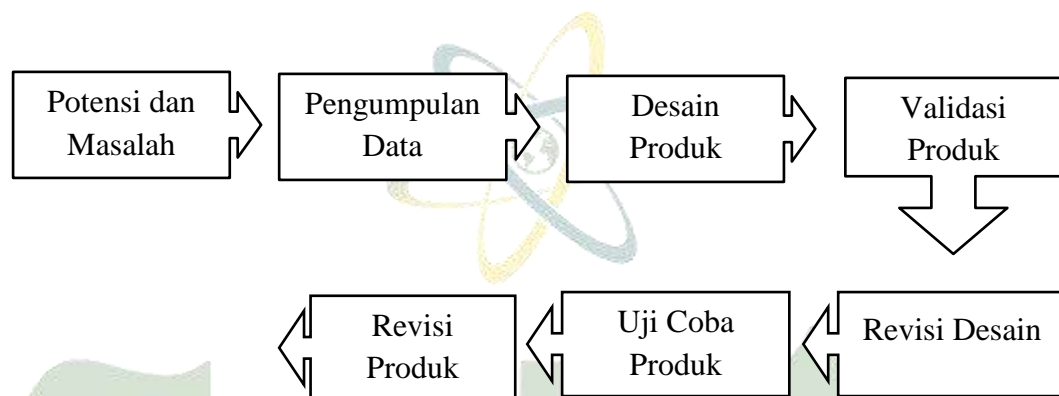 Potensi dan
Masalah
Pengumpulan
Data
Desain
Produk
Validasi
Produk
Revisi Desain
Uji Coba
Produk
Revisi
Produk